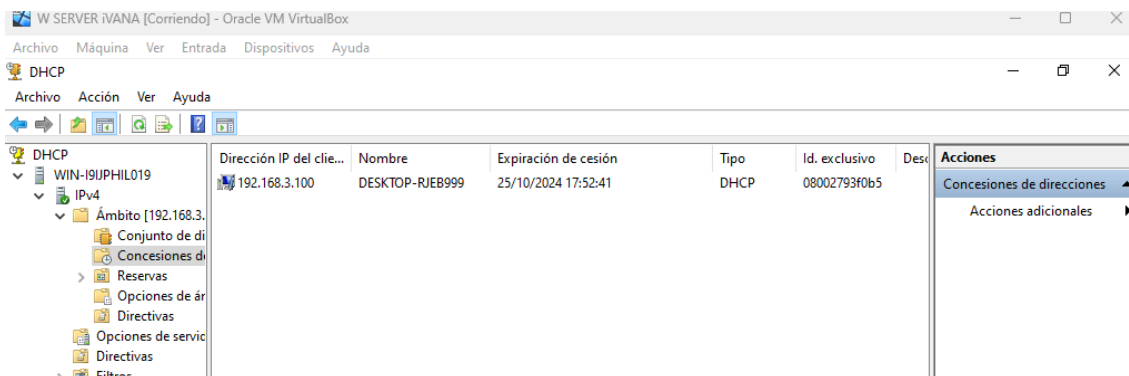 W SERVER iVANA [Corriendo] - Oracle VM VirtualBox
Archivo Máquina Ver Entrada Dispositivos Ayuda
DHCP
Archivo Acción Ver Ayuda
DHCP
WIN-I9IJPHIL019
IPv4
Ámbito [192.168.3.
Conjunto de di
Concesiones de
Reservas
Opciones de ár
Directivas
Opciones de servic
Directivas
Filtros
Dirección IP del clie... Nombre Expiración de cesión Tipo Id. exclusivo Desc
192.168.3.100 DESKTOP-RJEB999 25/10/2024 17:52:41 DHCP 08002793f0b5
Acciones
Concesiones de direcciones
Acciones adicionales